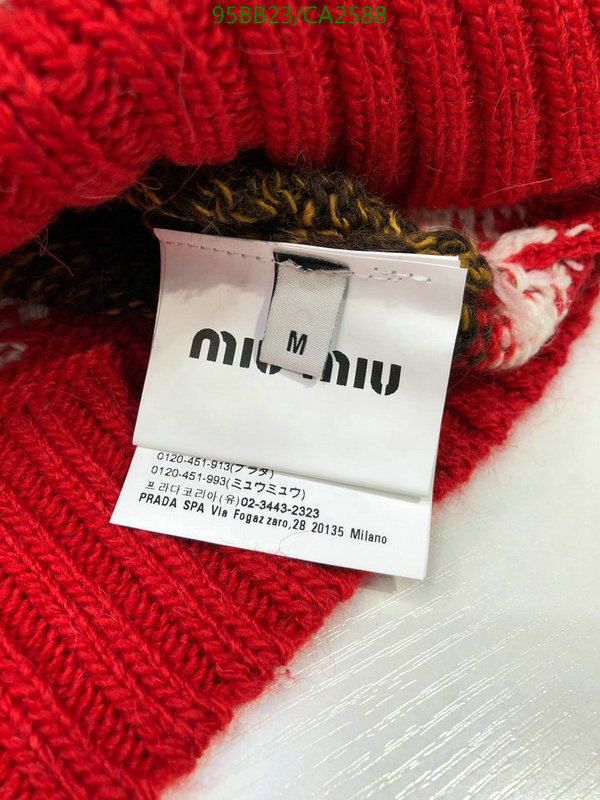 95BB23/CA2588
M
miu miu
0120-451-913(プラダ)
0120-451-993(ミュウミュウ)
프라다코리아(유)02-3443-2323
PRADA SPA Via Fogazzaro,28 20135 Milano